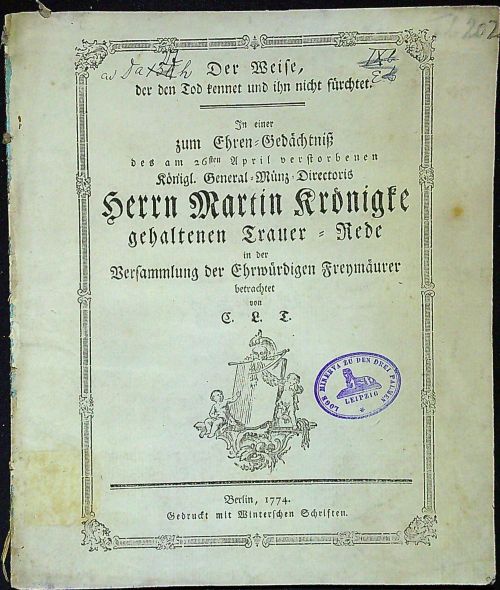 Der Weise,
der den Tod kennet und ihn nicht fürchtet.
In einer
zum Ehren-Gedächtniß
des am 26sten April verstorbenen
Königl. General-Münz-Directoris
Herrn Martin Krönigke
gehaltenen Trauer-Rede
in der
Versammlung der Ehrwürdigen Freymäurer
betrachtet
von
C. L. T.
LOGE MINERVA ZU DEN DREI PALMEN
LEIPZIG
Berlin, 1774.
Gedruckt mit Winterschen Schriften.